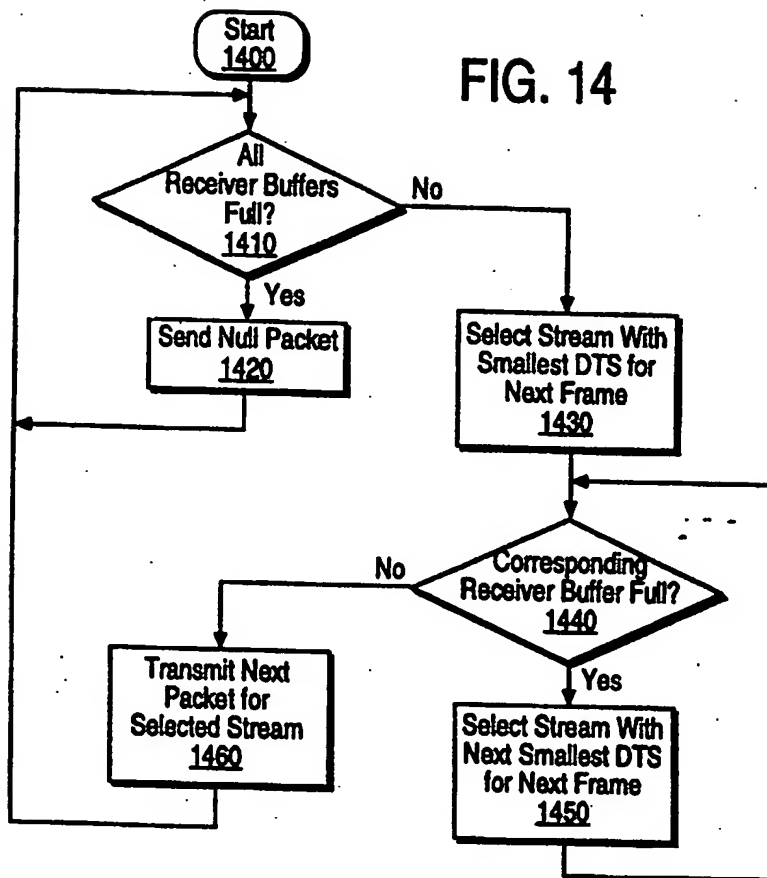 Start
1400
FIG. 14
All
Receiver Buffers
Full?
1410
No
Yes
Send Null Packet
1420
Select Stream With
Smallest DTS for
Next Frame
1430
Corresponding
Receiver Buffer Full?
1440
No
Yes
Transmit Next
Packet for
Selected Stream
1460
Select Stream With
Next Smallest DTS
for Next Frame
1450